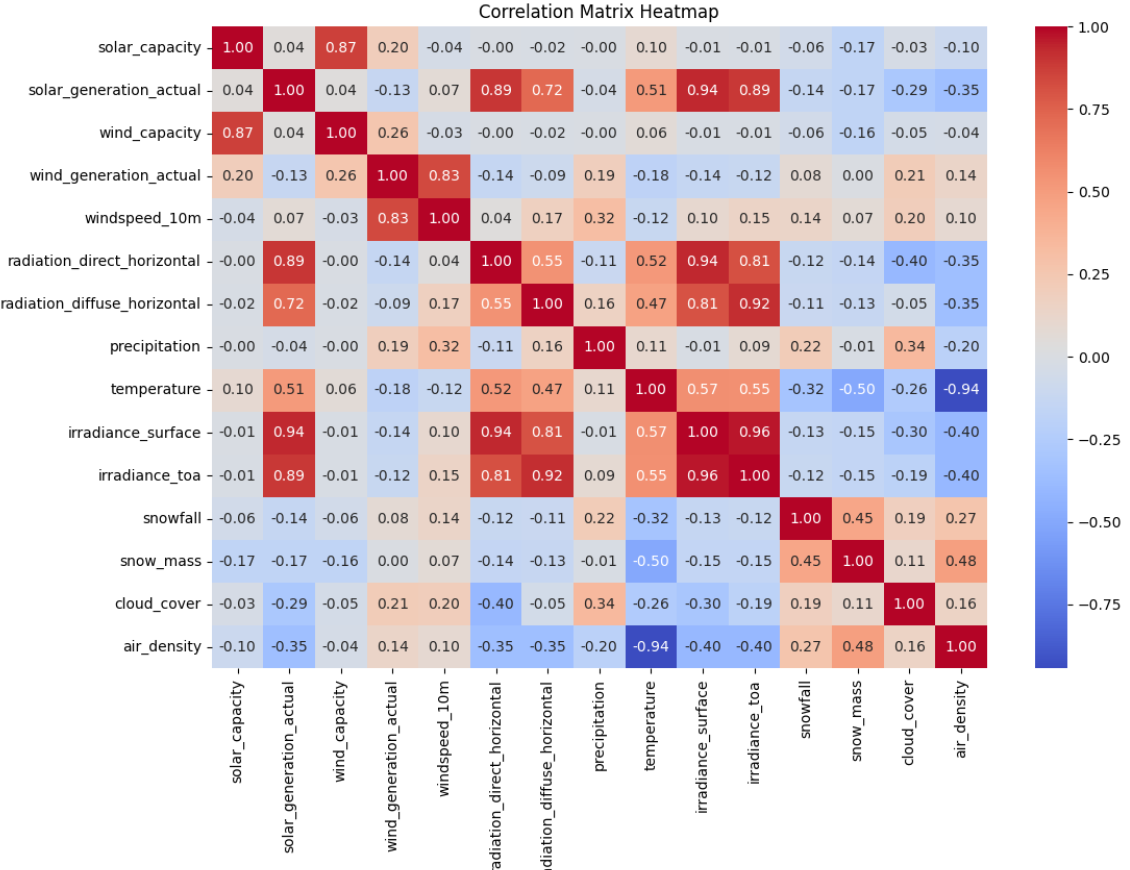 Correlation Matrix Heatmap
solar_capacity 1.00 0.04 0.87 0.20 -0.04 -0.00 -0.02 -0.00 0.10 -0.01 -0.01 -0.06 -0.17 -0.03 -0.10
solar_generation_actual 0.04 1.00 0.04 -0.13 0.07 0.89 0.72 -0.04 0.51 0.94 0.89 -0.14 -0.17 -0.29 -0.35
wind_capacity 0.87 0.04 1.00 0.26 -0.03 -0.00 -0.02 -0.00 0.06 -0.01 -0.01 -0.06 -0.16 -0.05 -0.04
wind_generation_actual 0.20 -0.13 0.26 1.00 0.83 -0.14 -0.09 0.19 -0.18 -0.14 -0.12 0.08 0.00 0.21 0.14
windspeed_10m -0.04 0.07 -0.03 0.83 1.00 0.04 0.17 0.32 -0.12 0.10 0.15 0.14 0.07 0.20 0.10
radiation_direct_horizontal -0.00 0.89 -0.00 -0.14 0.04 1.00 0.55 -0.11 0.52 0.94 0.81 -0.12 -0.14 -0.40 -0.35
radiation_diffuse_horizontal -0.02 0.72 -0.02 -0.09 0.17 0.55 1.00 0.16 0.47 0.81 0.92 -0.11 -0.13 -0.05 -0.35
precipitation -0.00 -0.04 -0.00 0.19 0.32 -0.11 0.16 1.00 0.11 -0.01 0.09 0.22 -0.01 0.34 -0.20
temperature 0.10 0.51 0.06 -0.18 -0.12 0.52 0.47 0.11 1.00 0.57 0.55 -0.32 -0.50 -0.26 -0.94
irradiance_surface -0.01 0.94 -0.01 -0.14 0.10 0.94 0.81 -0.01 0.57 1.00 0.96 -0.13 -0.15 -0.30 -0.40
irradiance_toa -0.01 0.89 -0.01 -0.12 0.15 0.81 0.92 0.09 0.55 0.96 1.00 -0.12 -0.15 -0.19 -0.40
snowfall -0.06 -0.14 -0.06 0.08 0.14 -0.12 -0.11 0.22 -0.32 -0.13 -0.12 1.00 0.45 0.19 0.27
snow_mass -0.17 -0.17 -0.16 0.00 0.07 -0.14 -0.13 -0.01 -0.50 -0.15 -0.15 0.45 1.00 0.11 0.48
cloud_cover -0.03 -0.29 -0.05 0.21 0.20 -0.40 -0.05 0.34 -0.26 -0.30 -0.19 0.19 0.11 1.00 0.16
air_density -0.10 -0.35 -0.04 0.14 0.10 -0.35 -0.35 -0.20 -0.94 -0.40 -0.40 0.27 0.48 0.16 1.00
solar_capacity
solar_generation_actual
wind_capacity
wind_generation_actual
windspeed_10m
adiation_direct_horizontal
diation_diffuse_horizontal
precipitation
temperature
irradiance_surface
irradiance_toa
snowfall
snow_mass
cloud_cover
air_density
1.00
0.75
0.50
0.25
0.00
−0.25
−0.50
−0.75